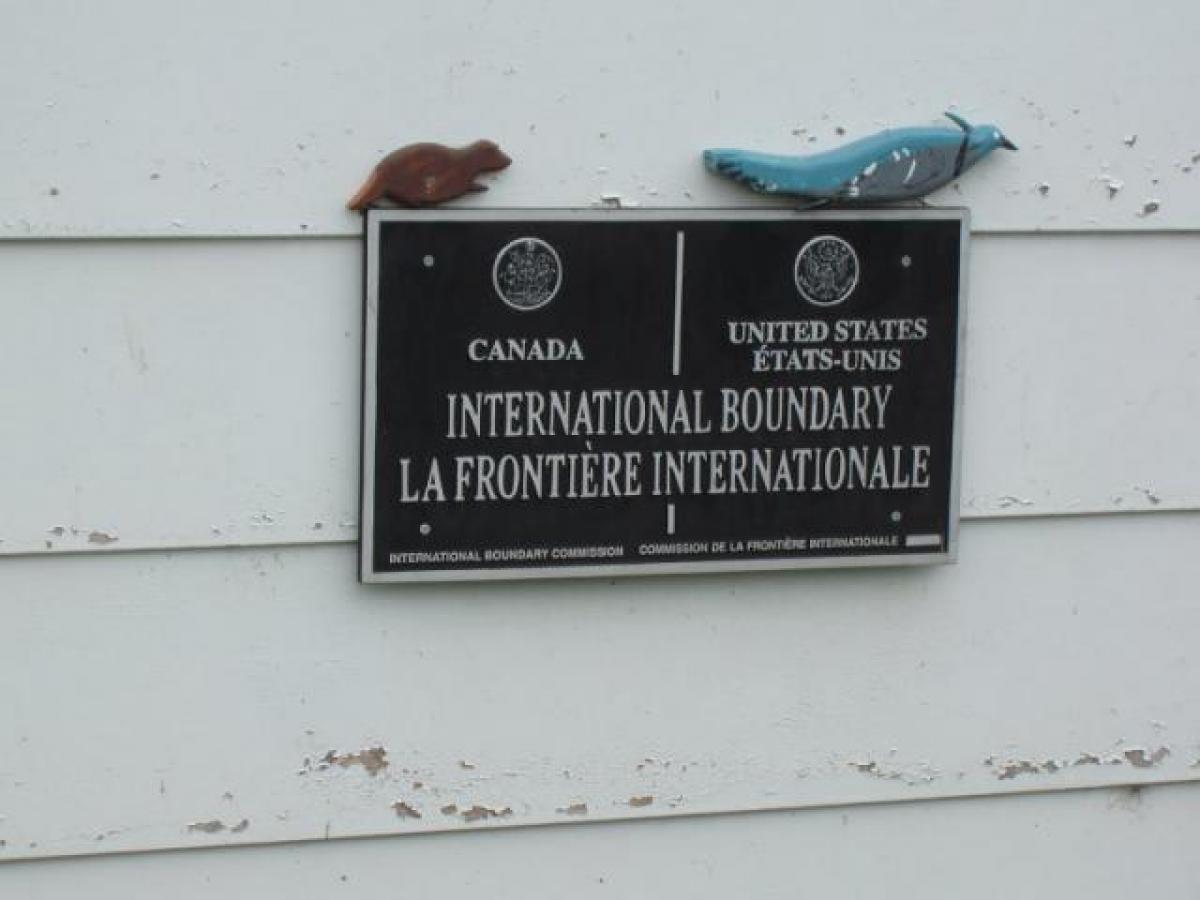 CANADA
UNITED STATES
ÉTATS-UNIS
INTERNATIONAL BOUNDARY
LA FRONTIÈRE INTERNATIONALE
INTERNATIONAL BOUNDARY COMMISSION COMMISSION DE LA FRONTIÈRE INTERNATIONALE